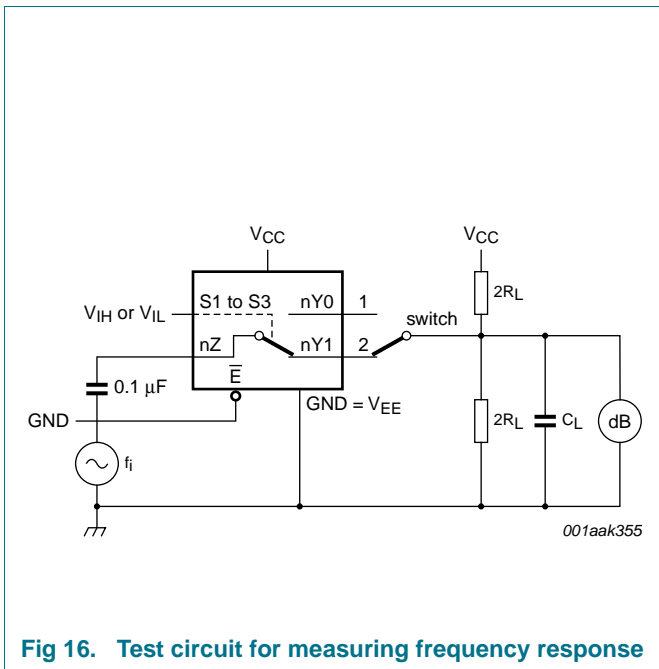 VCC
VCC
S1 to S3
nY0
1
2RL
VIH or VIL
switch
nZ
nY1
2
E
0.1 μF
GND = VEE
2RL
CL
dB
GND
fi
001aak355
Fig 16. Test circuit for measuring frequency response